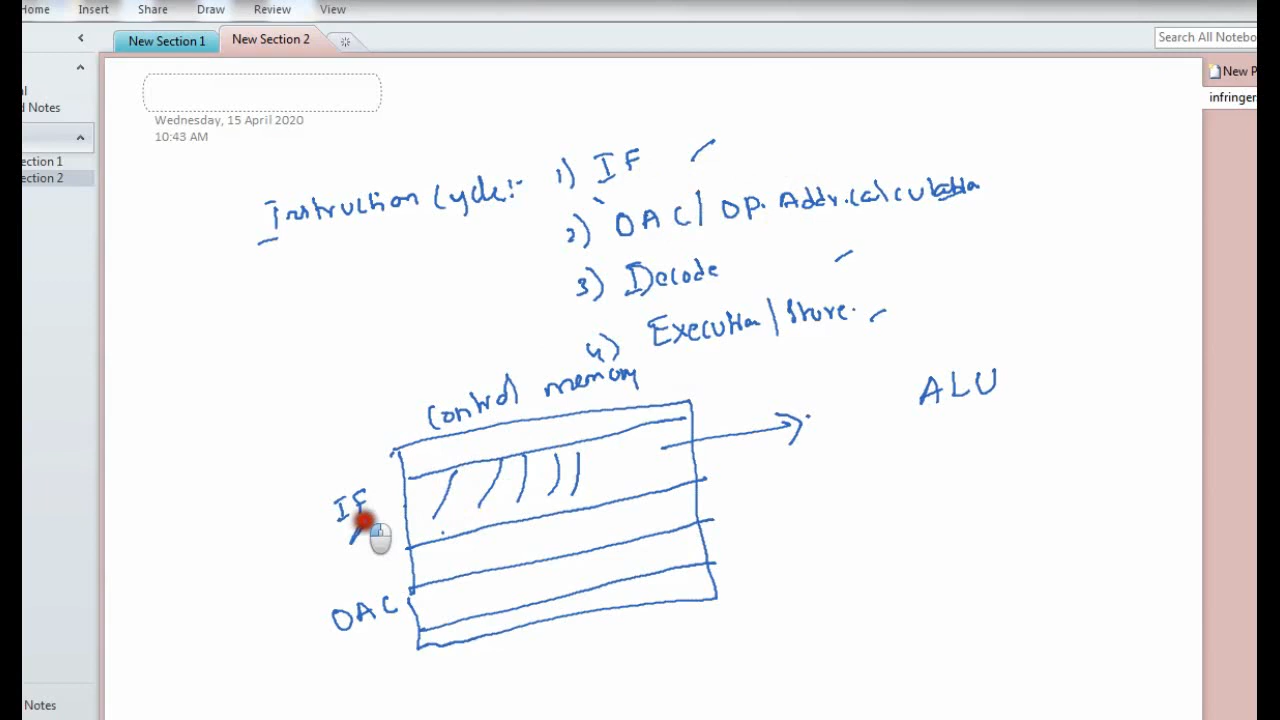 Home Insert Share Draw Review View
New Section 1 New Section 2
Search All Notebo
New P
infringer
d Notes
ection 1
ection 2
Wednesday, 15 April 2020
10:43 AM
Instruction Cycle:- 1) IF
2) OAC / OP. Addr. Calculation
3) Decode
4) Execution / Store.
Control memory
ALU
IF
OAC
Notes